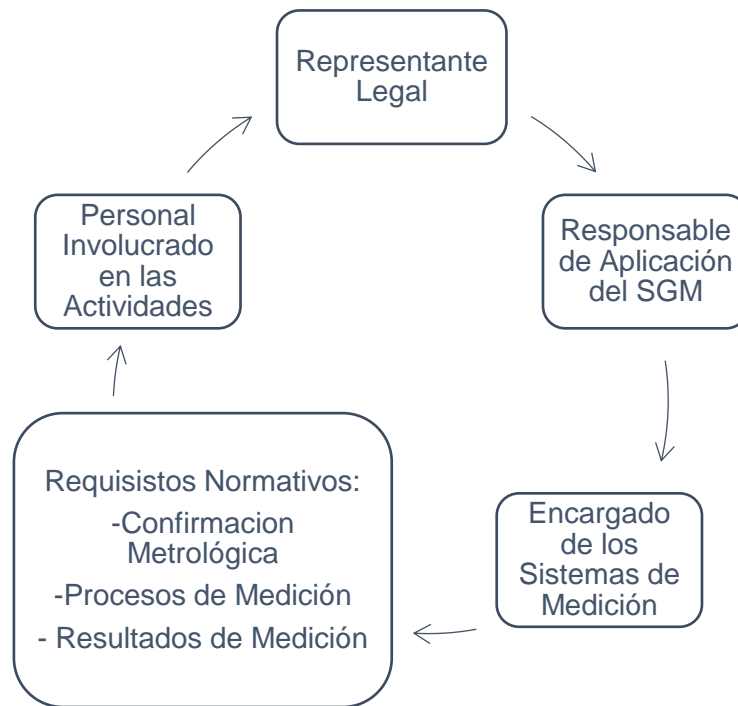 Representante
Legal
Responsable
de Aplicación
del SGM
Encargado
de los
Sistemas de
Medición
Requisistos Normativos:
-Confirmacion
Metrológica
-Procesos de Medición
- Resultados de Medición
Personal
Involucrado
en las
Actividades